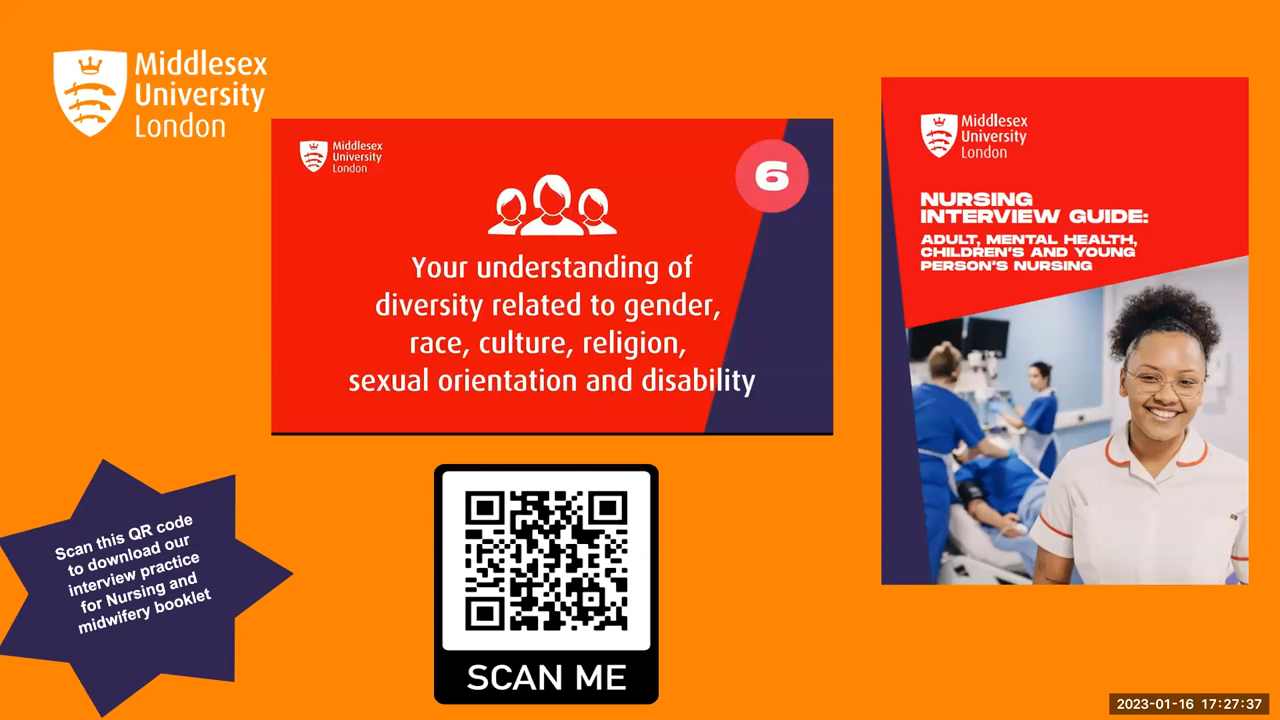 Middlesex
University
London
Middlesex
University
London
6
Your understanding of
diversity related to gender,
race, culture, religion,
sexual orientation and disability
Middlesex
University
London
NURSING
INTERVIEW GUIDE:
ADULT, MENTAL HEALTH,
CHILDREN'S AND YOUNG
PERSON'S NURSING
Scan this QR code
to download our
interview practice
for Nursing and
midwifery booklet
SCAN ME
2023-01-16 17:27:37